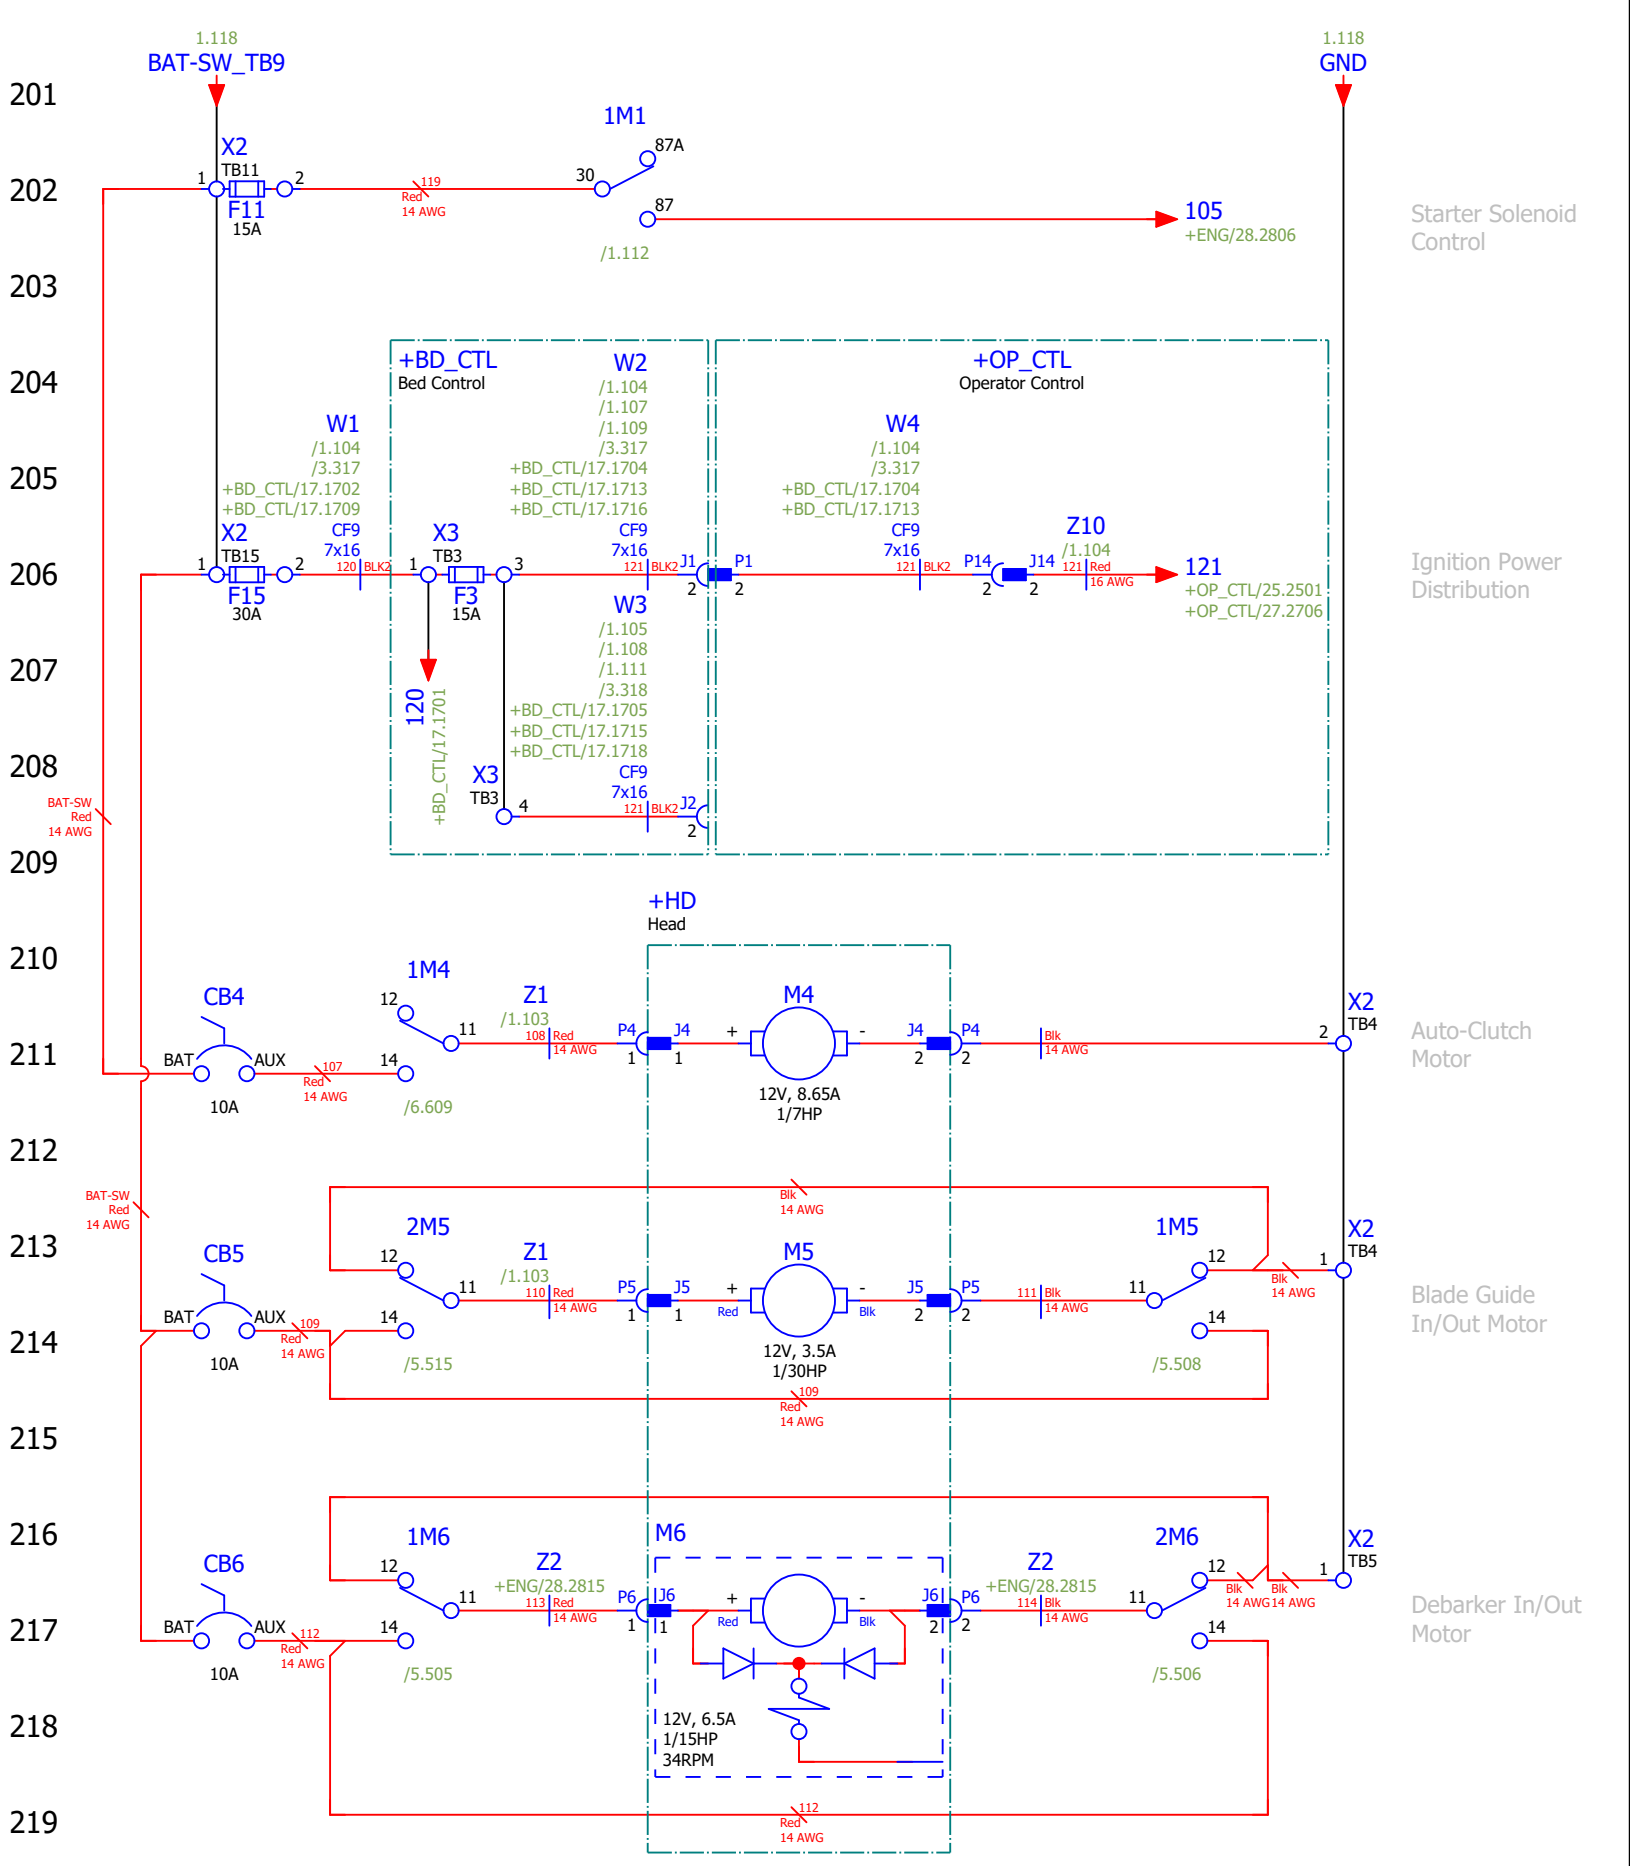 1.118
BAT-SW_TB9
1.118
GND
201
1M1
87A
X2
TB11
1
2
30
202
119
Red
14 AWG
F11
15A
87
105
+ENG/28.2806
Starter Solenoid
Control
/1.112
203
204
+BD_CTL
Bed Control
W2
/1.104
/1.107
/1.109
/3.317
+BD_CTL/17.1704
+BD_CTL/17.1713
+BD_CTL/17.1716
CF9
7x16
+OP_CTL
Operator Control
W1
/1.104
/3.317
+BD_CTL/17.1702
+BD_CTL/17.1709
CF9
7x16
W4
/1.104
/3.317
+BD_CTL/17.1704
+BD_CTL/17.1713
CF9
7x16
205
X2
TB15
1
2
120
BLK2
X3
TB3
1
3
121
BLK2
J1
2
P1
2
121
BLK2
P14
2
J14
2
Z10
/1.104
121
Red
16 AWG
206
F15
30A
F3
15A
121
+OP_CTL/25.2501
+OP_CTL/27.2706
Ignition Power
Distribution
W3
/1.105
/1.108
/1.111
/3.318
+BD_CTL/17.1705
+BD_CTL/17.1715
+BD_CTL/17.1718
CF9
7x16
207
120
+BD_CTL/17.1701
208
X3
TB3
4
121
BLK2
J2
2
BAT-SW
Red
14 AWG
209
+HD
Head
210
CB4
1M4
12
11
Z1
/1.103
108
Red
14 AWG
P4
1
J4
1
+
M4
-
J4
2
P4
2
Blk
14 AWG
2
X2
TB4
Auto-Clutch
Motor
211
BAT
AUX
107
Red
14 AWG
14
10A
/6.609
12V, 8.65A
1/7HP
212
BAT-SW
Red
14 AWG
Blk
14 AWG
213
CB5
2M5
12
11
Z1
/1.103
110
Red
14 AWG
P5
1
J5
1
+
Red
M5
-
Blk
J5
2
P5
2
111
Blk
14 AWG
1M5
12
11
Blk
14 AWG
1
X2
TB4
Blade Guide
In/Out Motor
214
BAT
AUX
109
Red
14 AWG
14
10A
/5.515
12V, 3.5A
1/30HP
14
/5.508
109
Red
14 AWG
215
216
CB6
1M6
12
11
Z2
+ENG/28.2815
113
Red
14 AWG
P6
1
M6
J6
1
+
Red
-
Blk
J6
2
P6
2
Z2
+ENG/28.2815
114
Blk
14 AWG
2M6
12
11
Blk
14 AWG
Blk
14 AWG
1
X2
TB5
Debarker In/Out
Motor
217
BAT
AUX
112
Red
14 AWG
14
10A
/5.505
14
/5.506
218
12V, 6.5A
1/15HP
34RPM
219
112
Red
14 AWG